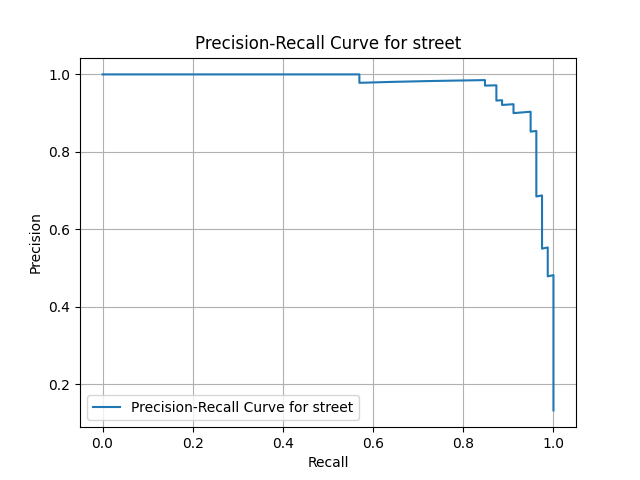 Precision-Recall Curve for street
1.0
0.8
0.6
0.4
0.2
Precision
Precision-Recall Curve for street
0.0 0.2 0.4 0.6 0.8 1.0
Recall